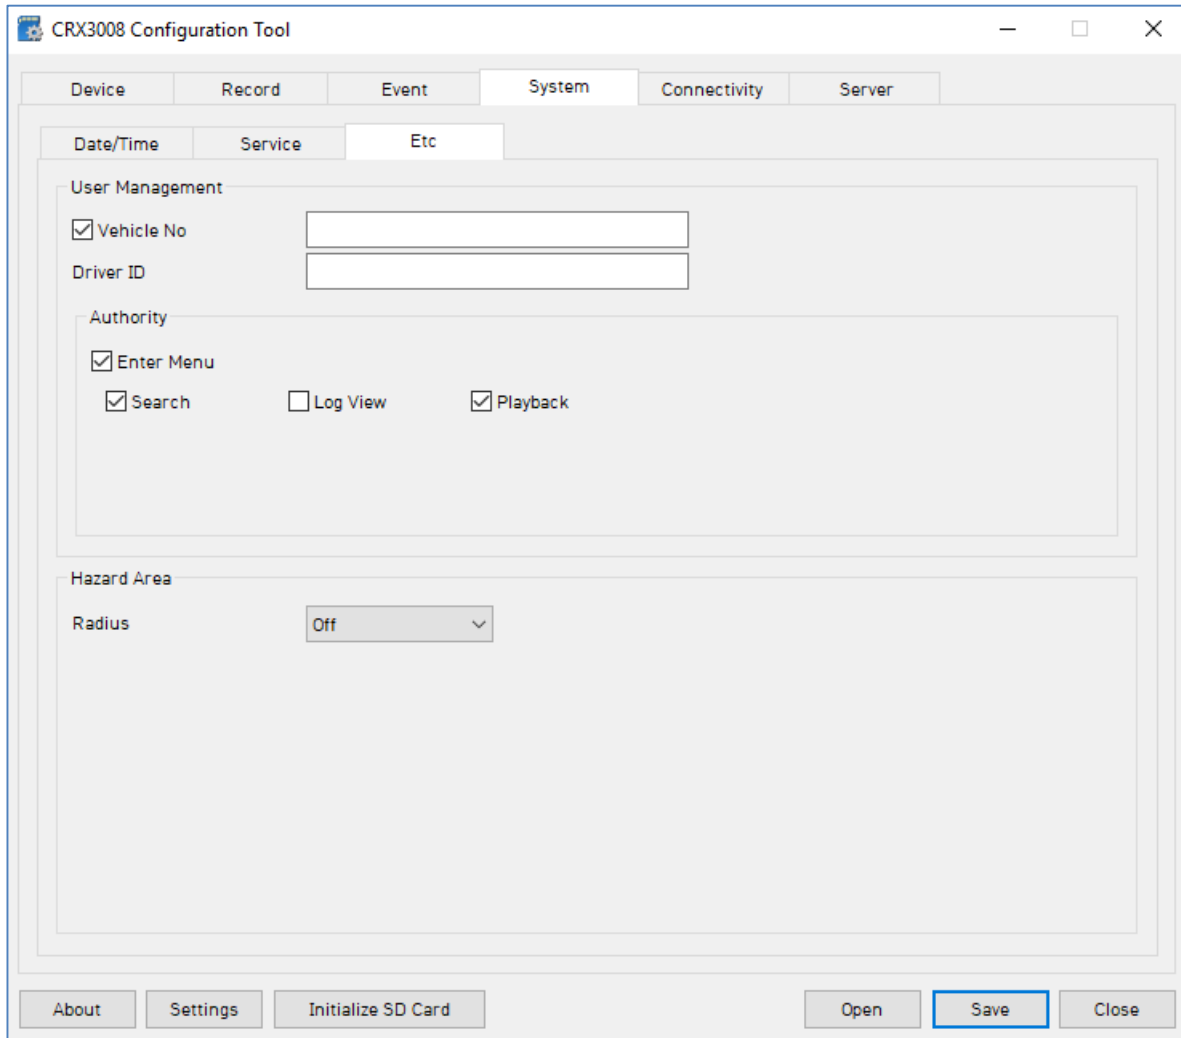 CRX3008 Configuration Tool
Device Record Event System Connectivity Server
Date/Time Service Etc
User Management
Vehicle No
Driver ID
Authority
Enter Menu
Search Log View Playback
Hazard Area
Radius Off
About Settings Initialize SD Card Open Save Close